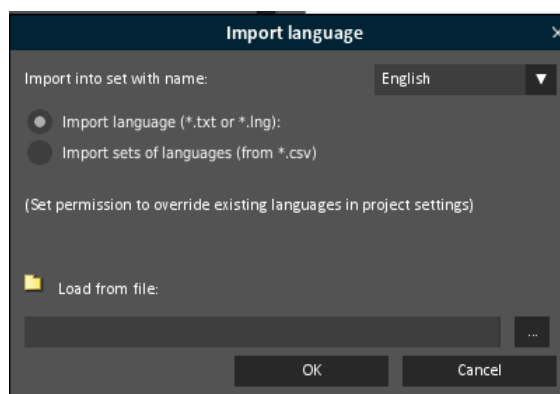 Import language
Import into set with name: English
Import language (*.txt or *.lng):
Import sets of languages (from *.csv)
(Set permission to override existing languages in project settings)
Load from file:
...
OK Cancel